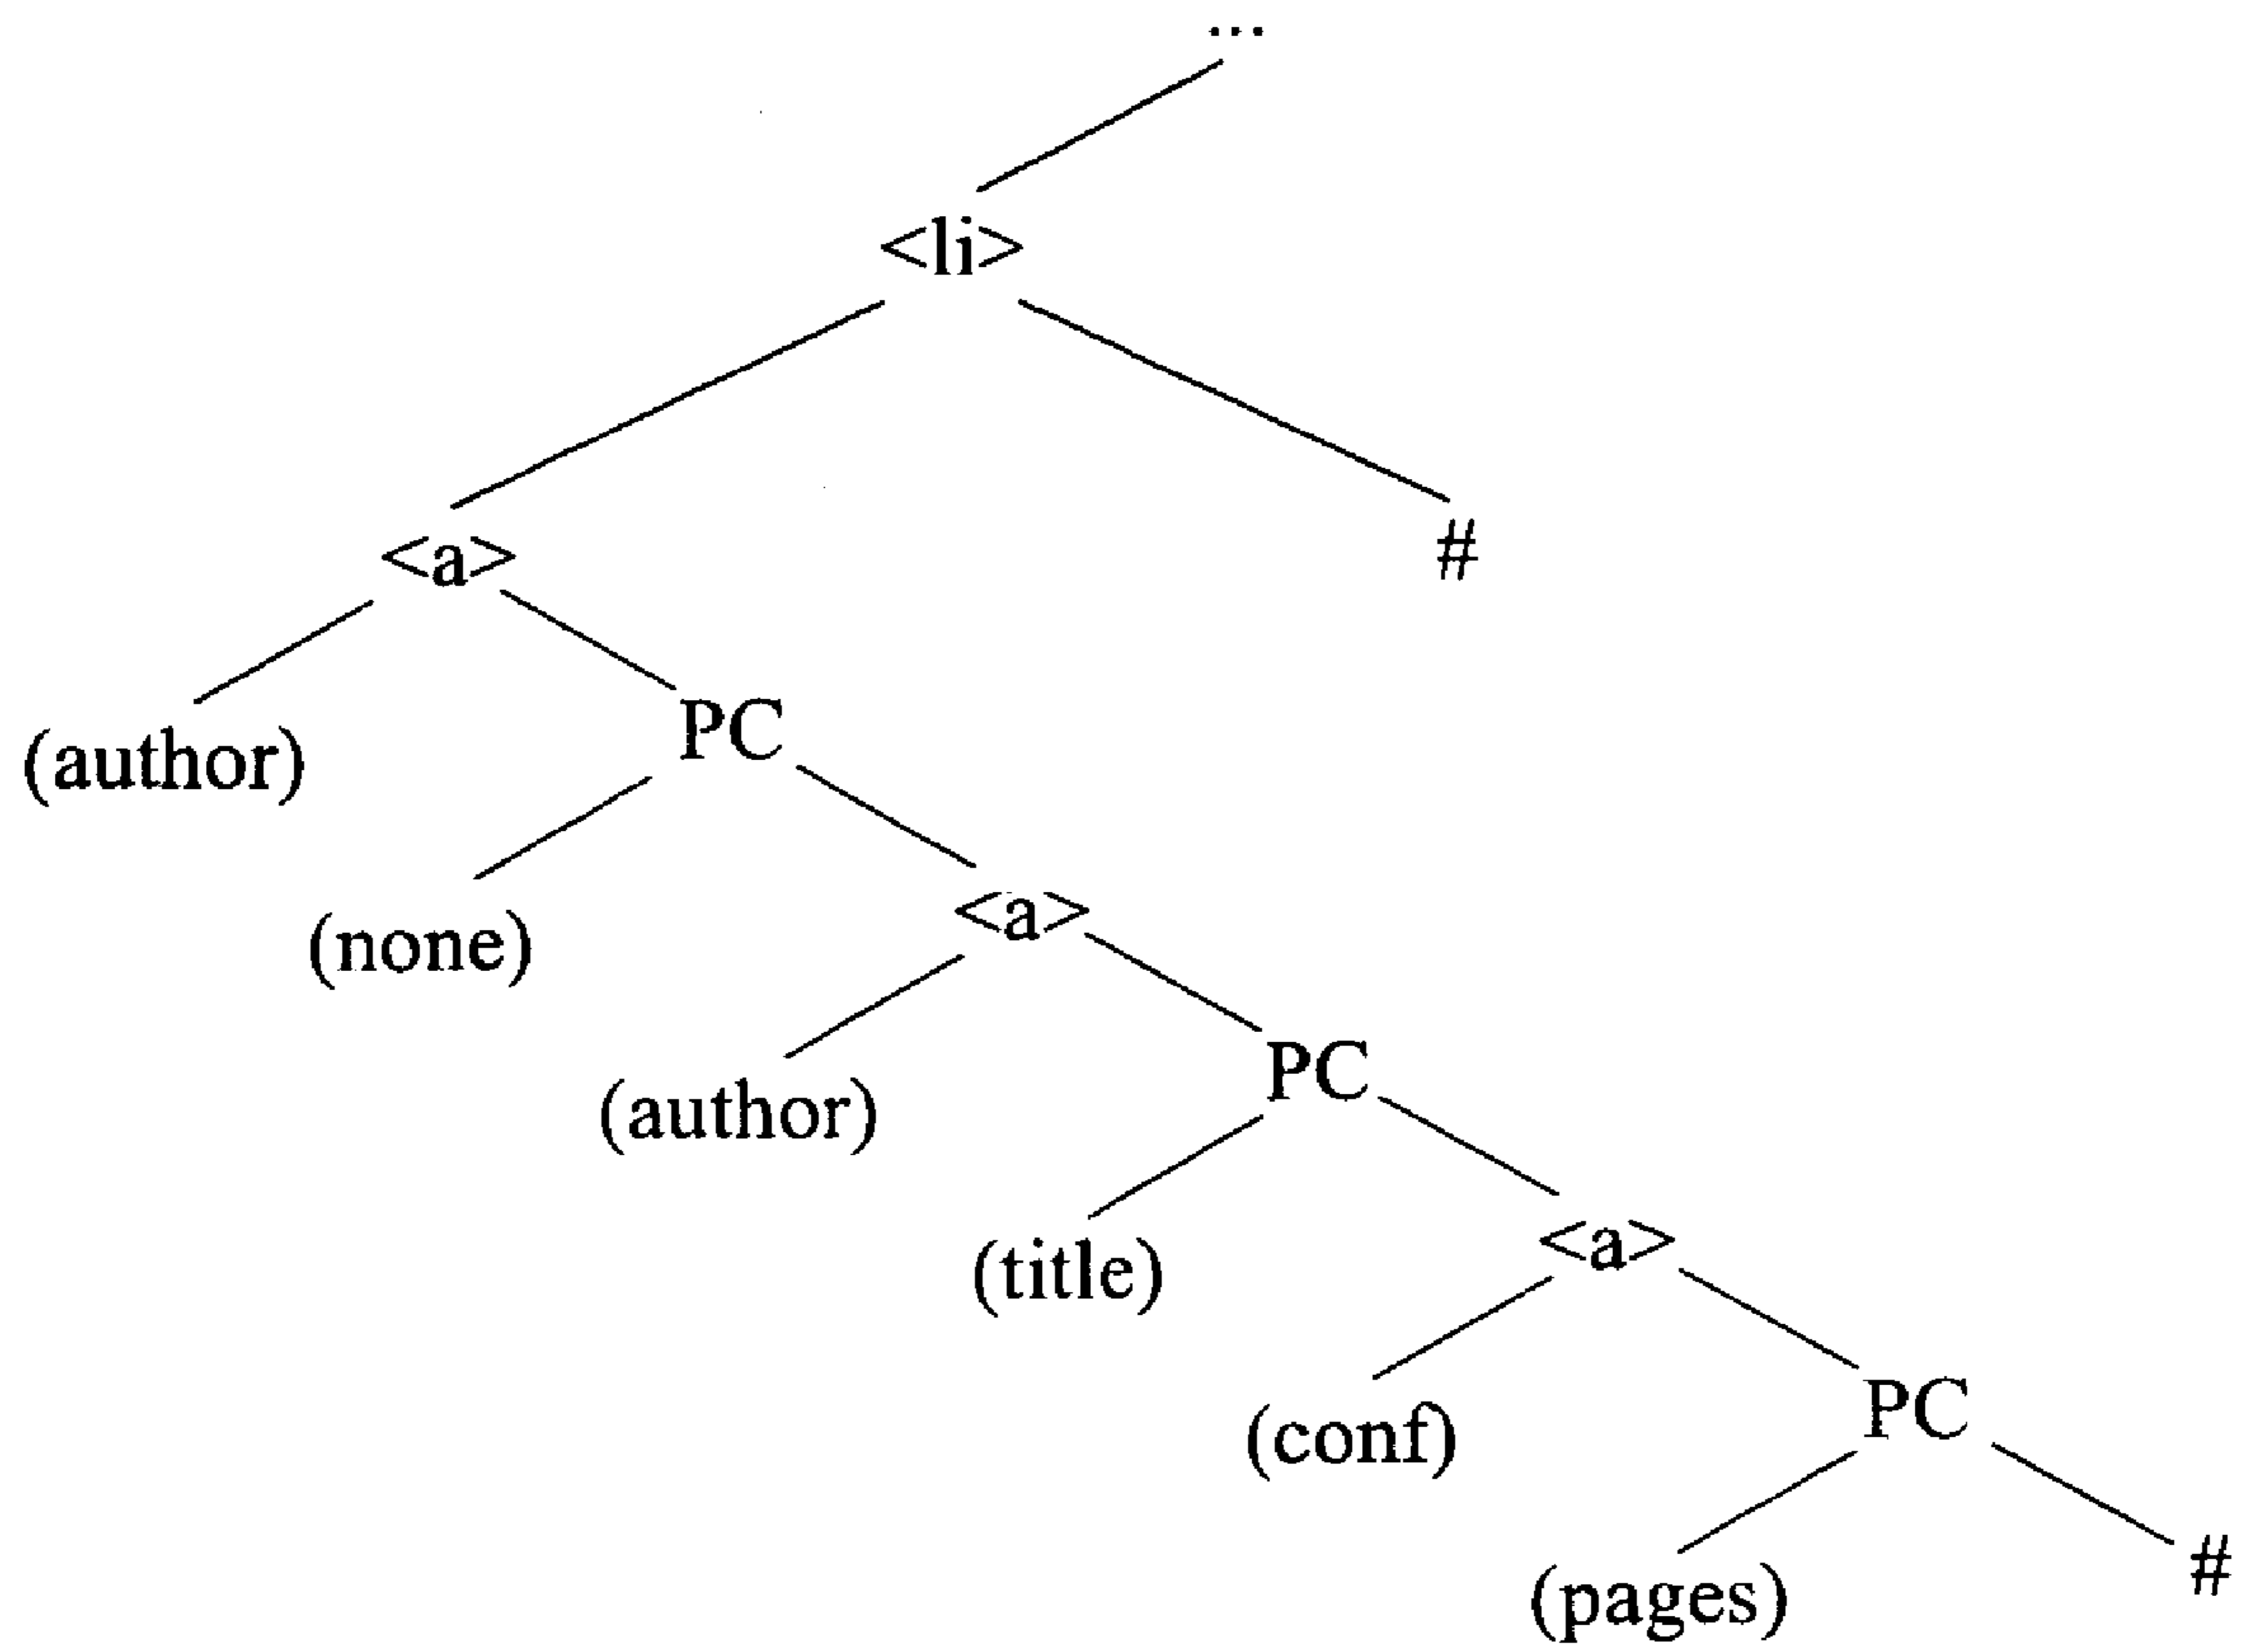 ...
<li>
<a> #
(author) PC
(none) <a>
(author) PC
(title) <a>
(conf) PC
(pages) #